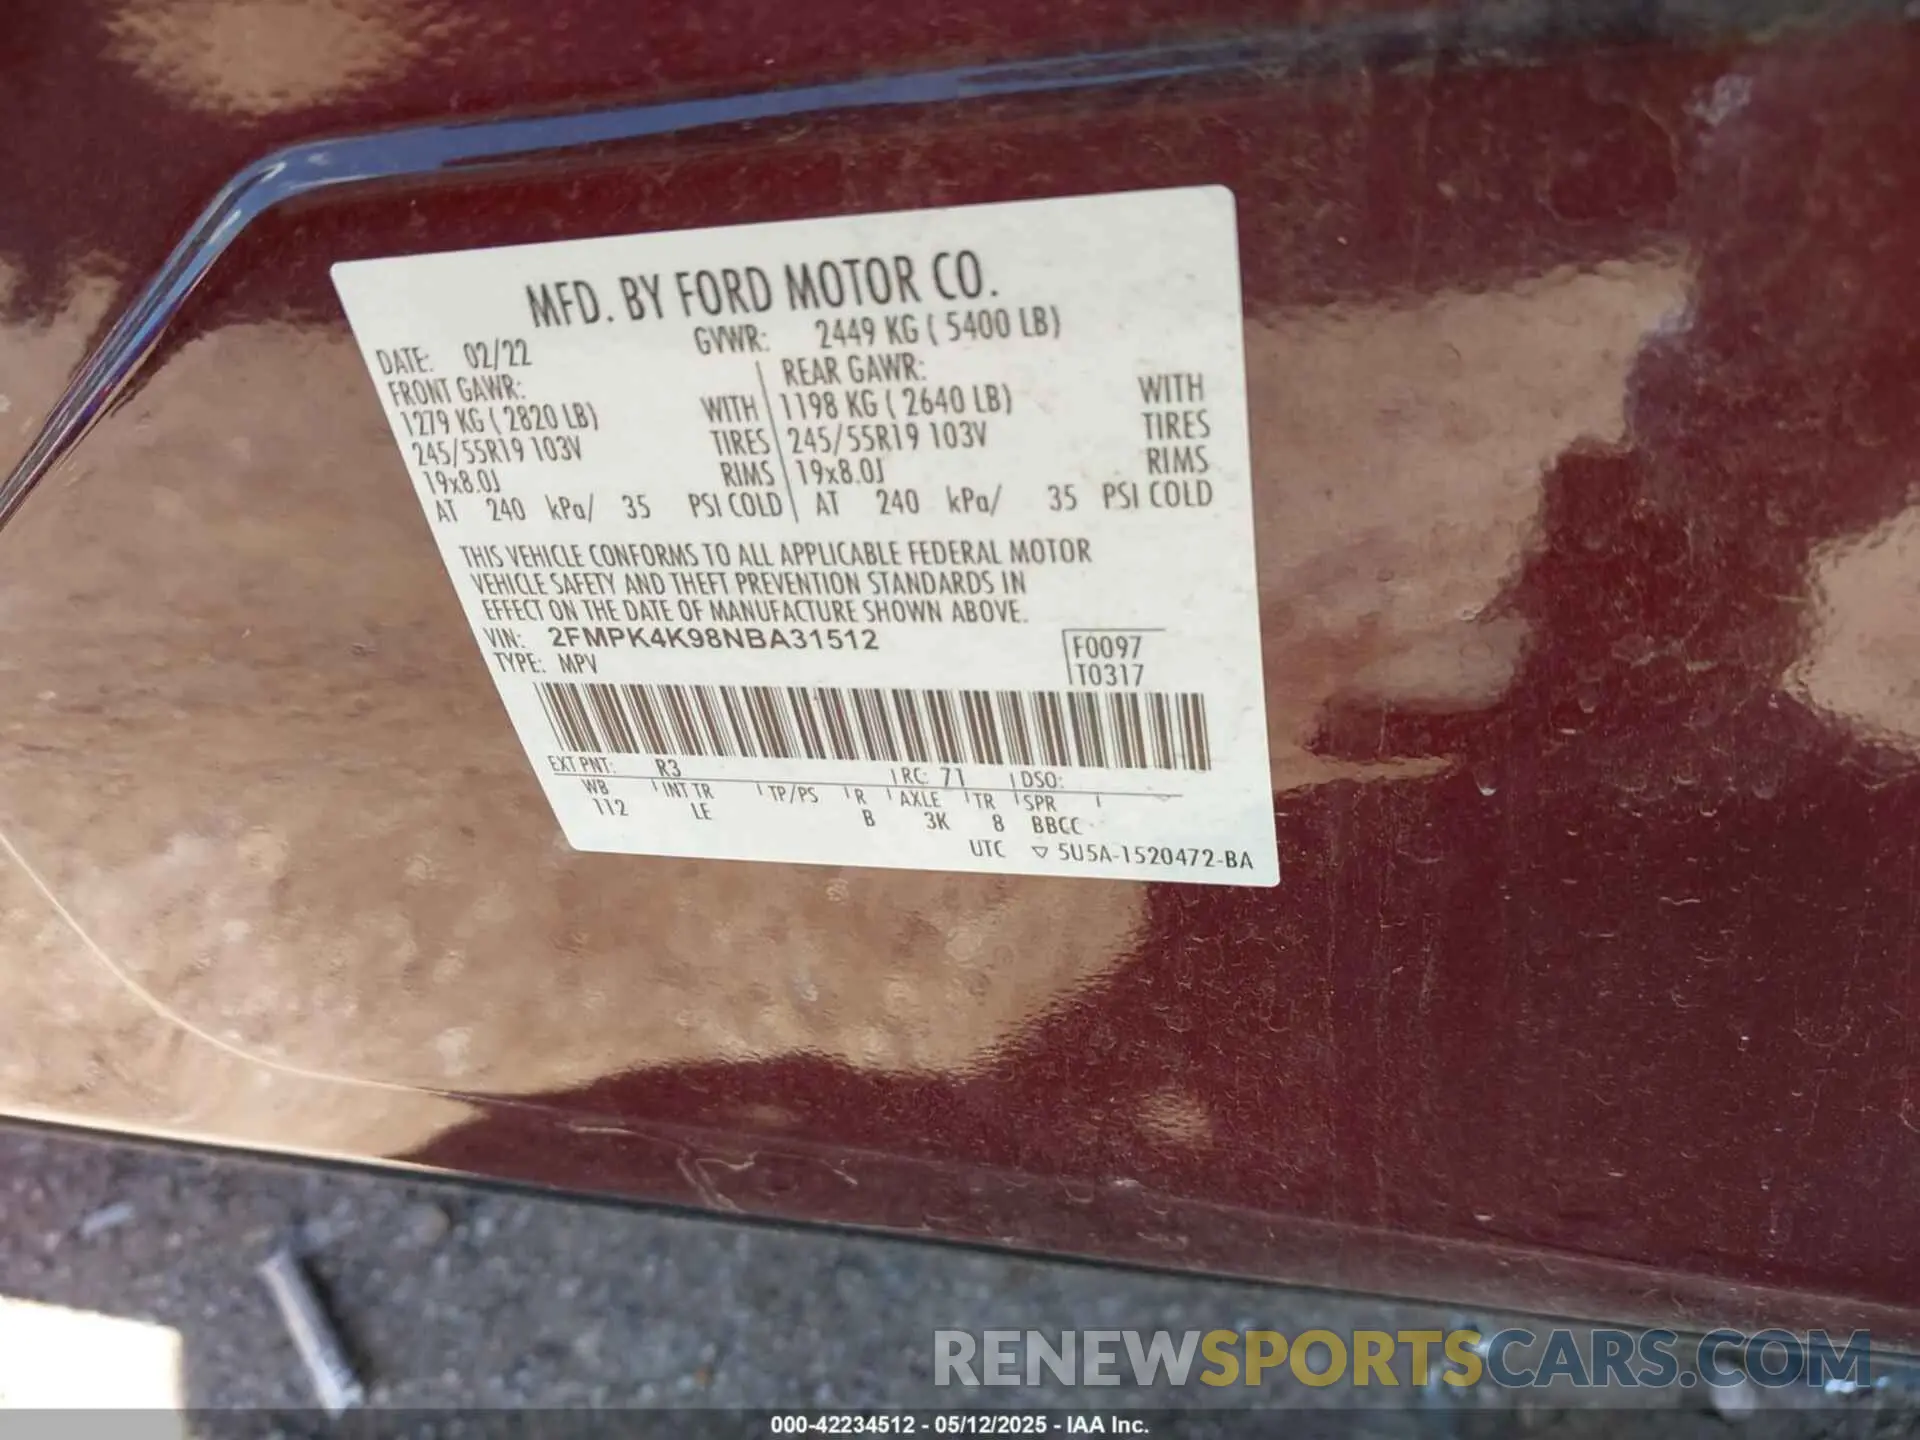 MFD. BY FORD MOTOR CO.
DATE: 02/22 GVWR: 2449 KG ( 5400 LB)
FRONT GAWR: REAR GAWR:
1279 KG ( 2820 LB) WITH 1198 KG ( 2640 LB) WITH
245/55R19 103V TIRES 245/55R19 103V TIRES
19x8.0J RIMS 19x8.0J RIMS
AT 240 kPa/ 35 PSI COLD AT 240 kPa/ 35 PSI COLD
THIS VEHICLE CONFORMS TO ALL APPLICABLE FEDERAL MOTOR
VEHICLE SAFETY AND THEFT PREVENTION STANDARDS IN
EFFECT ON THE DATE OF MANUFACTURE SHOWN ABOVE.
VIN: 2FMPK4K98NBA31512 F0097
TYPE: MPV T0317
EXT PNT: R3 RC: 71 DSO:
WB INT TR TP/PS R AXLE TR SPR
112 LE B 3K 8 BBCC
UTC ▽ 5U5A-1520472-BA
RENEWSPORTSCARS.COM
000-42234512 - 05/12/2025 - IAA Inc.